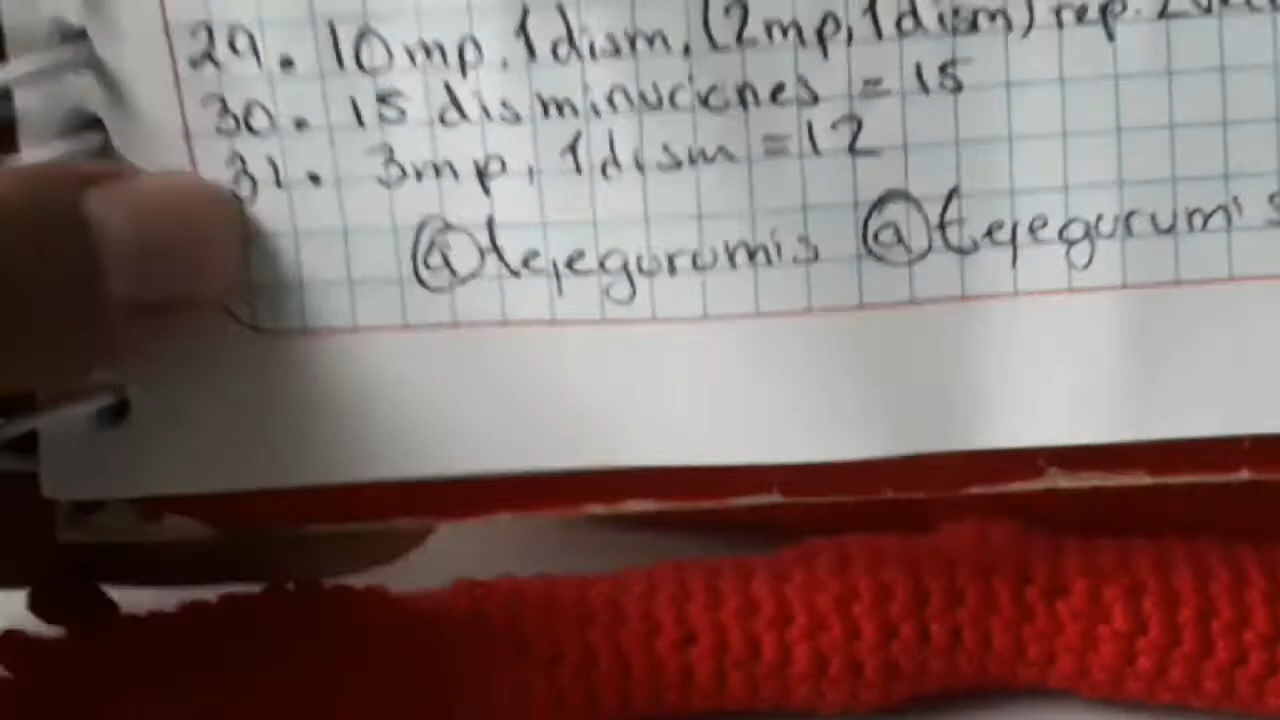 29. 10mp, 1dism, (2mp, 1dism) rep.
30. 15 disminuciones = 15
31. 3mp, 1dism = 12
@tejegurumis @tejegurumis